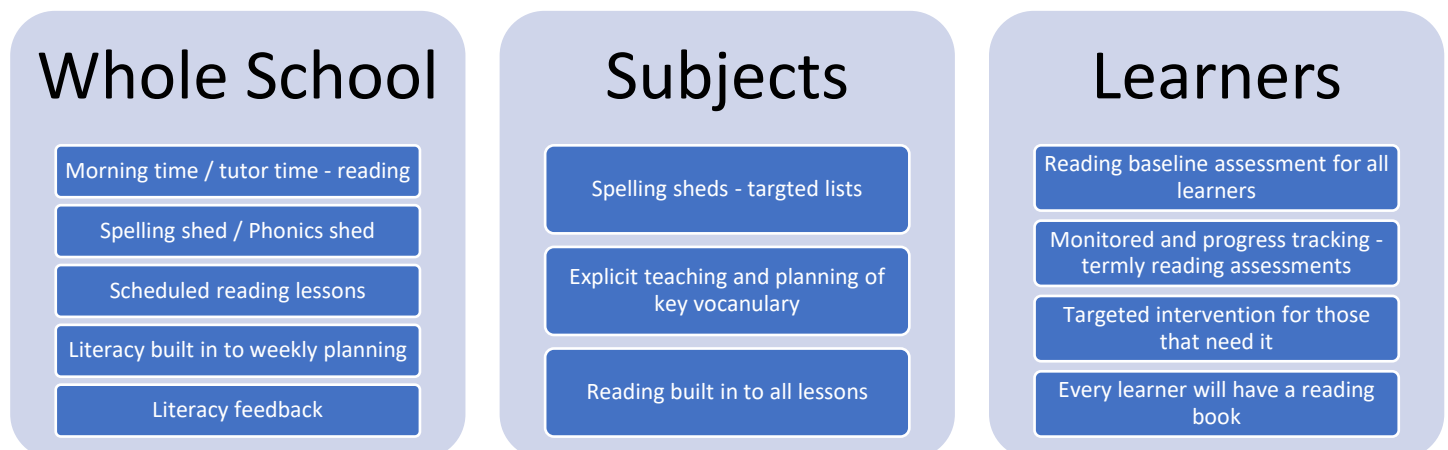 Whole School
Morning time / tutor time - reading
Spelling shed / Phonics shed
Scheduled reading lessons
Literacy built in to weekly planning
Literacy feedback
Subjects
Spelling sheds - targted lists
Explicit teaching and planning of
key vocanulary
Reading built in to all lessons
Learners
Reading baseline assessment for all
learners
Monitored and progress tracking -
termly reading assessments
Targeted intervention for those
that need it
Every learner will have a reading
book